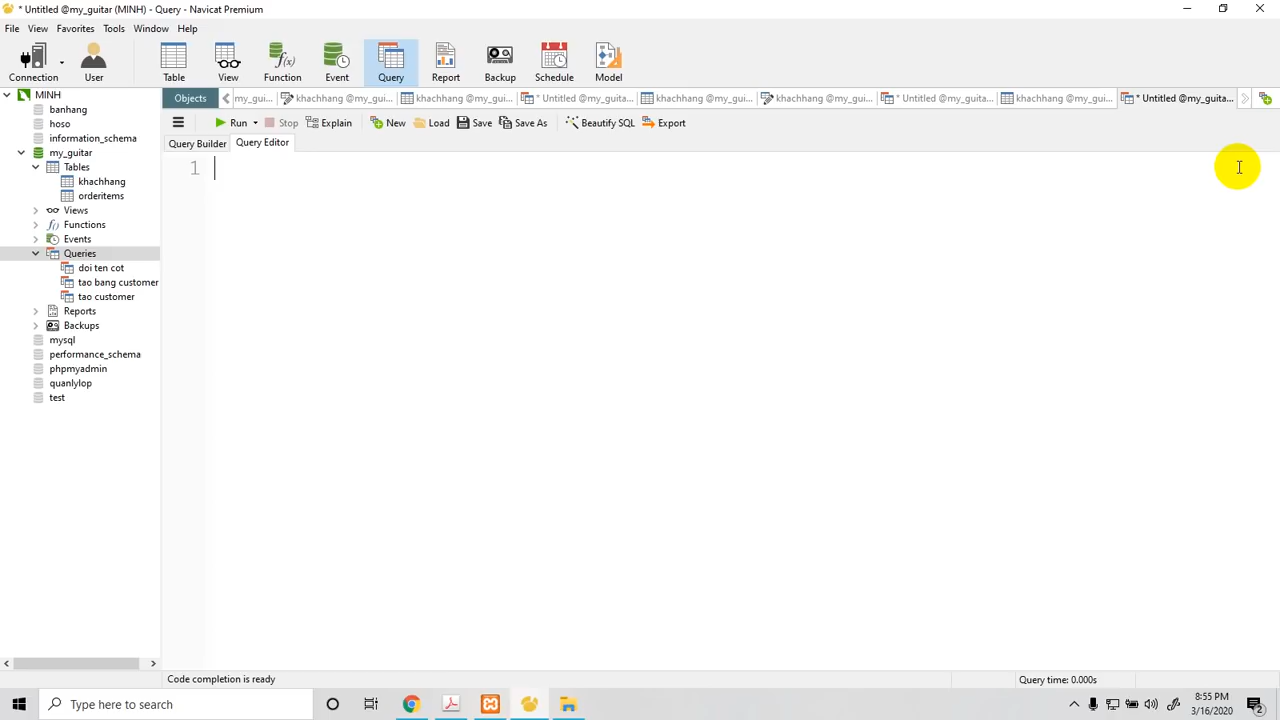 * Untitled @my_guitar (MINH) - Query - Navicat Premium
File View Favorites Tools Window Help
Connection User Table View Function Event Query Report Backup Schedule Model
Objects my_gui... khachhang @my_gui... khachhang @my_gui... * Untitled @my_guita... khachhang @my_gui... khachhang @my_gui... * Untitled @my_guita... khachhang @my_gui... * Untitled @my_guita...
Run Stop Explain New Load Save Save As Beautify SQL Export
Query Builder Query Editor
1
MINH
banhang
hoso
information_schema
my_guitar
Tables
khachhang
orderitems
Views
Functions
Events
Queries
doi ten cot
tao bang customer
tao customer
Reports
Backups
mysql
performance_schema
phpmyadmin
quanlylop
test
Code completion is ready Query time: 0.000s
Type here to search
8:55 PM
3/16/2020
2